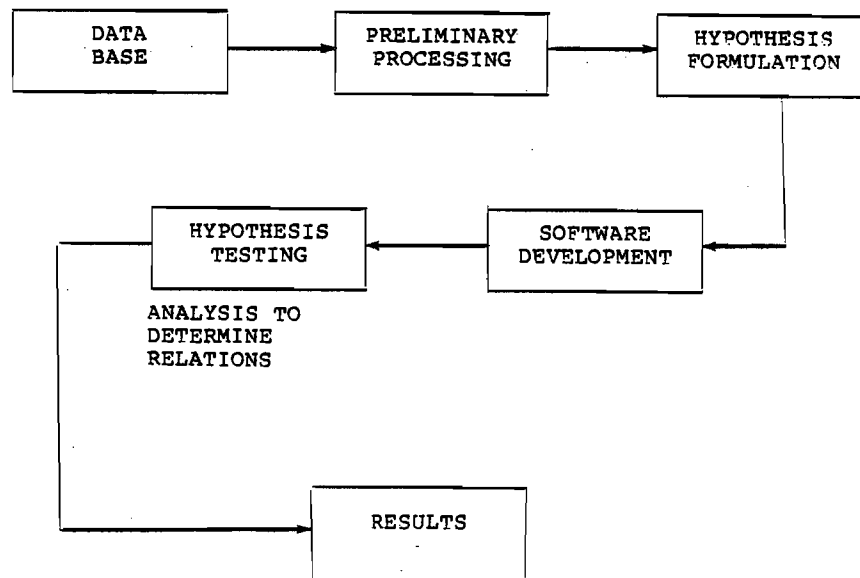 DATA
BASE
PRELIMINARY
PROCESSING
HYPOTHESIS
FORMULATION
HYPOTHESIS
TESTING
SOFTWARE
DEVELOPMENT
ANALYSIS TO
DETERMINE
RELATIONS
RESULTS